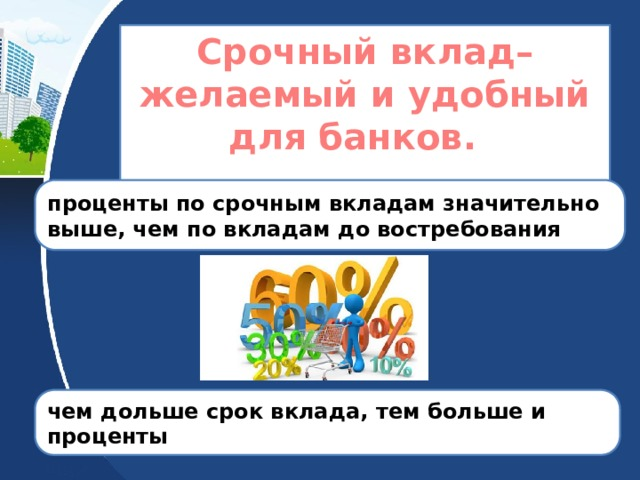 Срочный вклад–
желаемый и удобный
для банков.
проценты по срочным вкладам значительно
выше, чем по вкладам до востребования
60%
50%
30%
20%
10%
чем дольше срок вклада, тем больше и
проценты